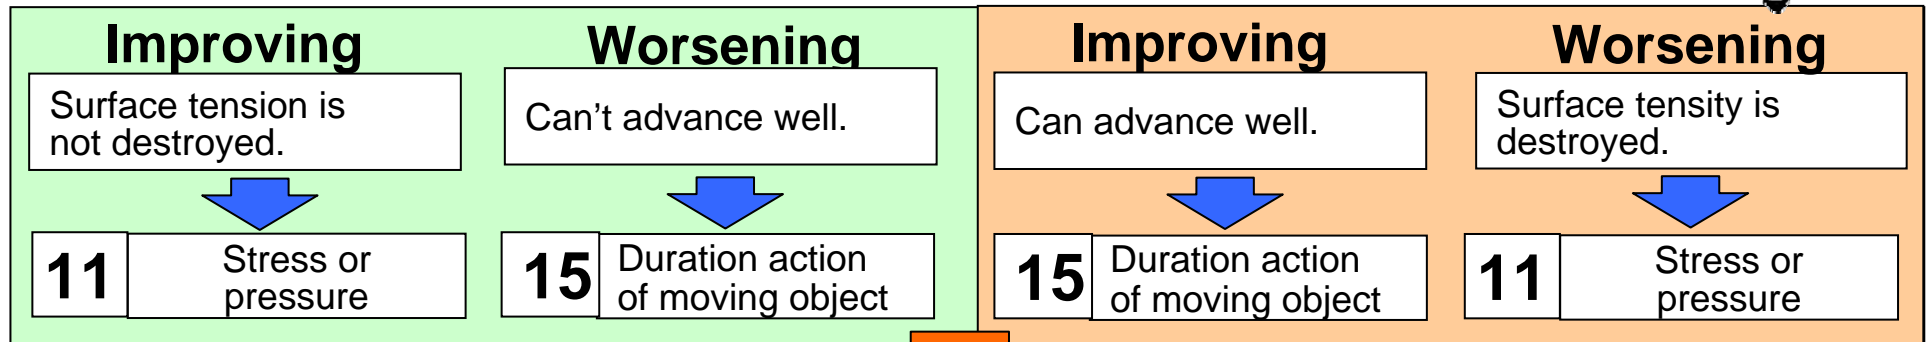 Improving
Worsening
Surface tension is
not destroyed.
Can't advance well.
11
Stress or
pressure
15
Duration action
of moving object
Improving
Worsening
Can advance well.
Surface tensity is
destroyed.
15
Duration action
of moving object
11
Stress or
pressure